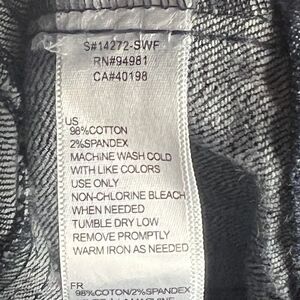 S#14272-SWF
RN#94981
CA#40198
US
98%COTTON
2%SPANDEX
MACHINE WASH COLD
WITH LIKE COLORS
USE ONLY
NON-CHLORINE BLEACH
WHEN NEEDED
TUMBLE DRY LOW
REMOVE PROMPTLY
WARM IRON AS NEEDED
FR
98%COTTON/2%SPANDEX